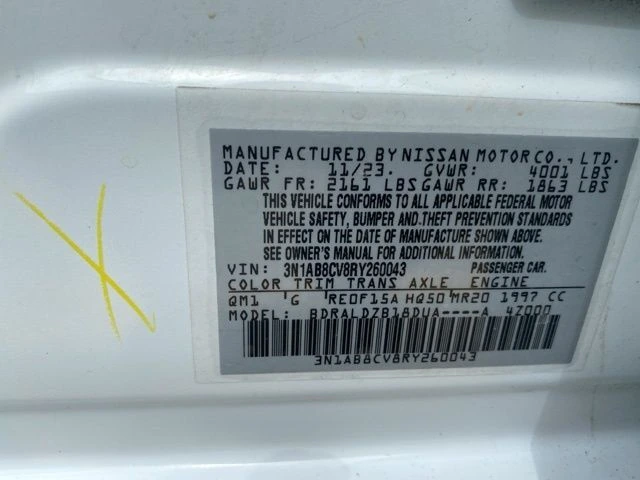 MANUFACTURED BY NISSAN MOTOR CO., LTD.
DATE: 11/23. GVWR: 4001 LBS
GAWR FR: 2161 LBS GAWR RR: 1863 LBS
THIS VEHICLE CONFORMS TO ALL APPLICABLE FEDERAL MOTOR
VEHICLE SAFETY, BUMPER AND.THEFT PREVENTION STANDARDS
IN EFFECT ON THE DATE OF MANUFACTURE SHOWN ABOVE.
SEE OWNER'S MANUAL FOR ADDITIONAL INFORMATION.
VIN: 3N1AB8CV8RY260043 PASSENGER CAR.
COLOR TRIM TRANS AXLE ENGINE
QM1 'G RE0F15A HQ50 MR20 1997 CC
MODEL: BDRALDZB18DUA----A 4Z000
3N1AB8CV8RY260043